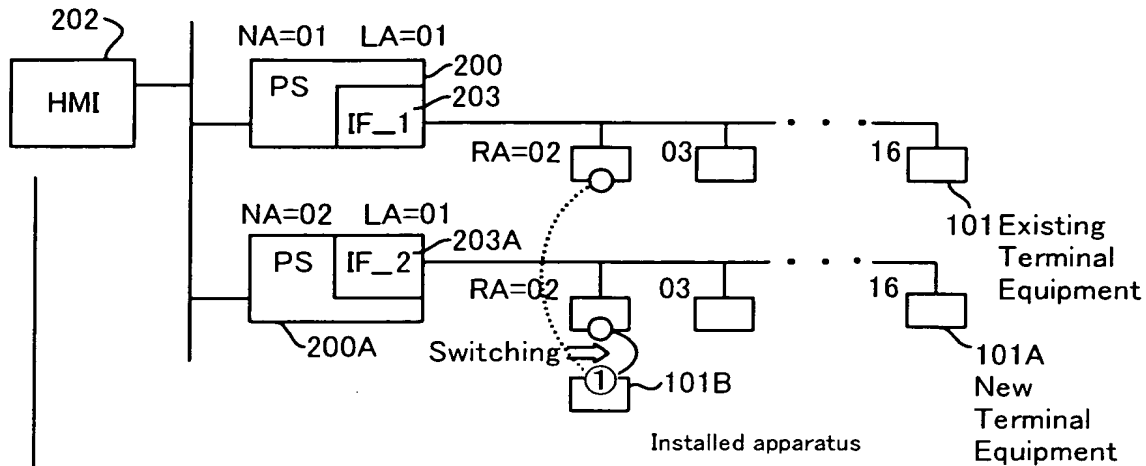 202
NA=01 LA=01
200
HMI
PS
203
IF_1
RA=02
03
16
101 Existing
Terminal
Equipment
NA=02 LA=01
203A
PS
IF_2
RA=02
03
16
200A
Switching
1
101B
101A
New
Terminal
Equipment
Installed apparatus